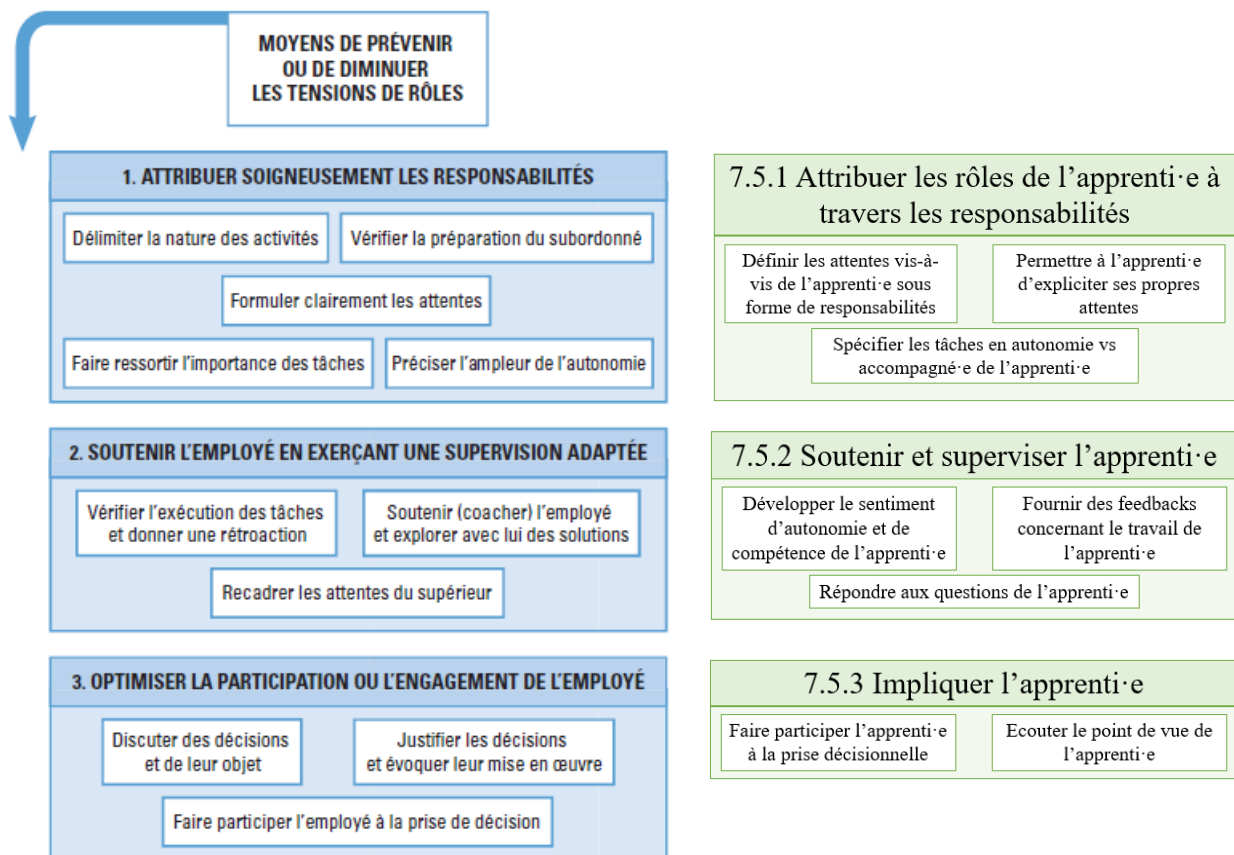 MOYENS DE PRÉVENIR
OU DE DIMINUER
LES TENSIONS DE RÔLES
1. ATTRIBUER SOIGNEUSEMENT LES RESPONSABILITÉS
Délimiter la nature des activités
Vérifier la préparation du subordonné
Formuler clairement les attentes
Faire ressortir l'importance des tâches
Préciser l'ampleur de l'autonomie
7.5.1 Attribuer les rôles de l'apprenti·e à
travers les responsabilités
Définir les attentes vis-à-
vis de l'apprenti·e sous
forme de responsabilités
Permettre à l'apprenti·e
d'expliciter ses propres
attentes
Spécifier les tâches en autonomie vs
accompagné·e de l'apprenti·e
2. SOUTENIR L'EMPLOYÉ EN EXERÇANT UNE SUPERVISION ADAPTÉE
Vérifier l'exécution des tâches
et donner une rétroaction
Soutenir (coacher) l'employé
et explorer avec lui des solutions
Recadrer les attentes du supérieur
7.5.2 Soutenir et superviser l'apprenti·e
Développer le sentiment
d'autonomie et de
compétence de l'apprenti·e
Fournir des feedbacks
concernant le travail de
l'apprenti·e
Répondre aux questions de l'apprenti·e
3. OPTIMISER LA PARTICIPATION OU L'ENGAGEMENT DE L'EMPLOYÉ
Discuter des décisions
et de leur objet
Justifier les décisions
et évoquer leur mise en œuvre
Faire participer l'employé à la prise de décision
7.5.3 Impliquer l'apprenti·e
Faire participer l'apprenti·e
à la prise décisionnelle
Ecouter le point de vue de
l'apprenti·e